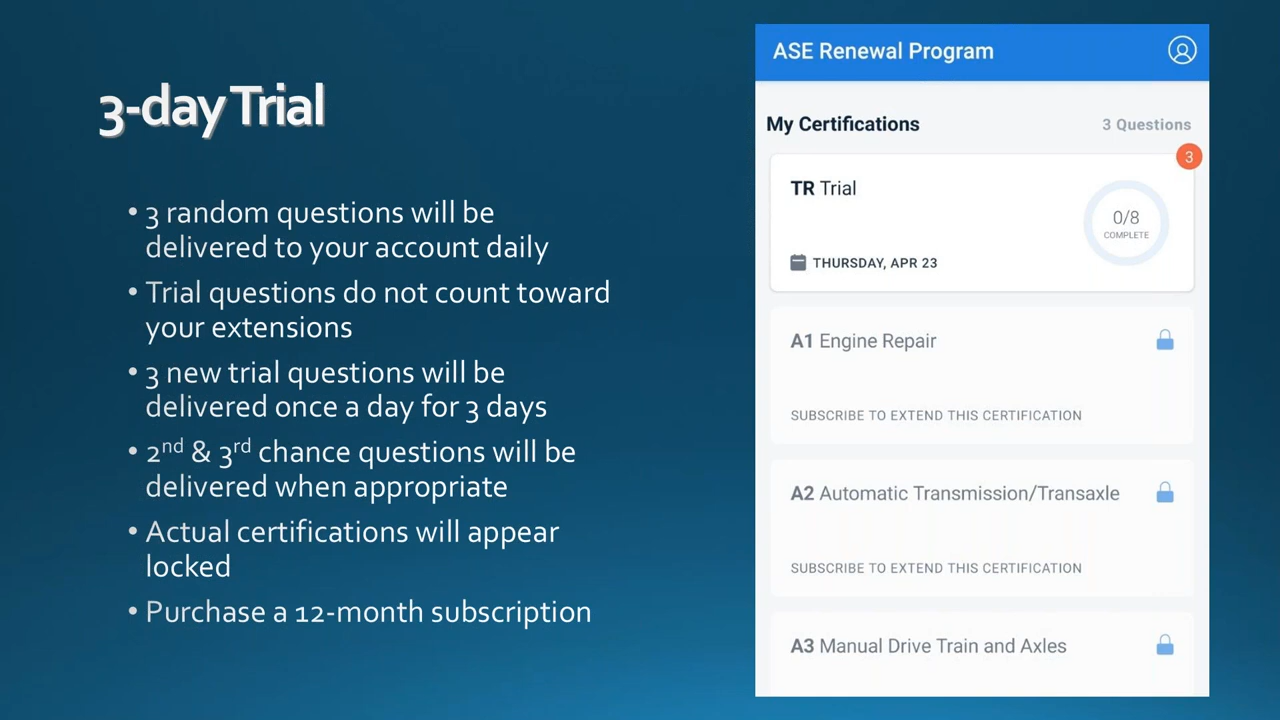 3-day Trial
• 3 random questions will be
delivered to your account daily
• Trial questions do not count toward
your extensions
• 3 new trial questions will be
delivered once a day for 3 days
• 2nd & 3rd chance questions will be
delivered when appropriate
• Actual certifications will appear
locked
• Purchase a 12-month subscription
ASE Renewal Program
My Certifications 3 Questions
3
TR Trial
0/8
COMPLETE
THURSDAY, APR 23
A1 Engine Repair
SUBSCRIBE TO EXTEND THIS CERTIFICATION
A2 Automatic Transmission/Transaxle
SUBSCRIBE TO EXTEND THIS CERTIFICATION
A3 Manual Drive Train and Axles